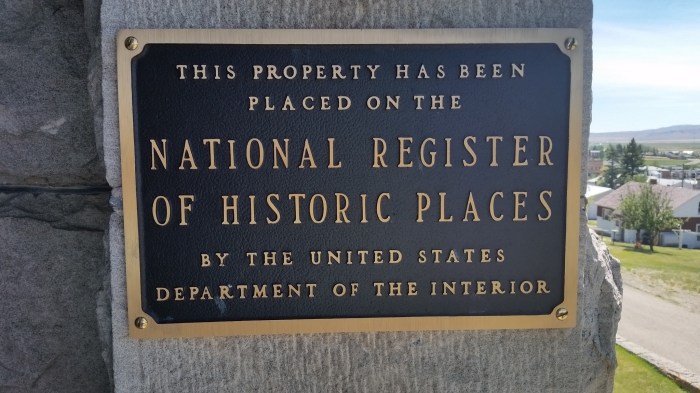 THIS PROPERTY HAS BEEN
PLACED ON THE
NATIONAL REGISTER
OF HISTORIC PLACES
BY THE UNITED STATES
DEPARTMENT OF THE INTERIOR